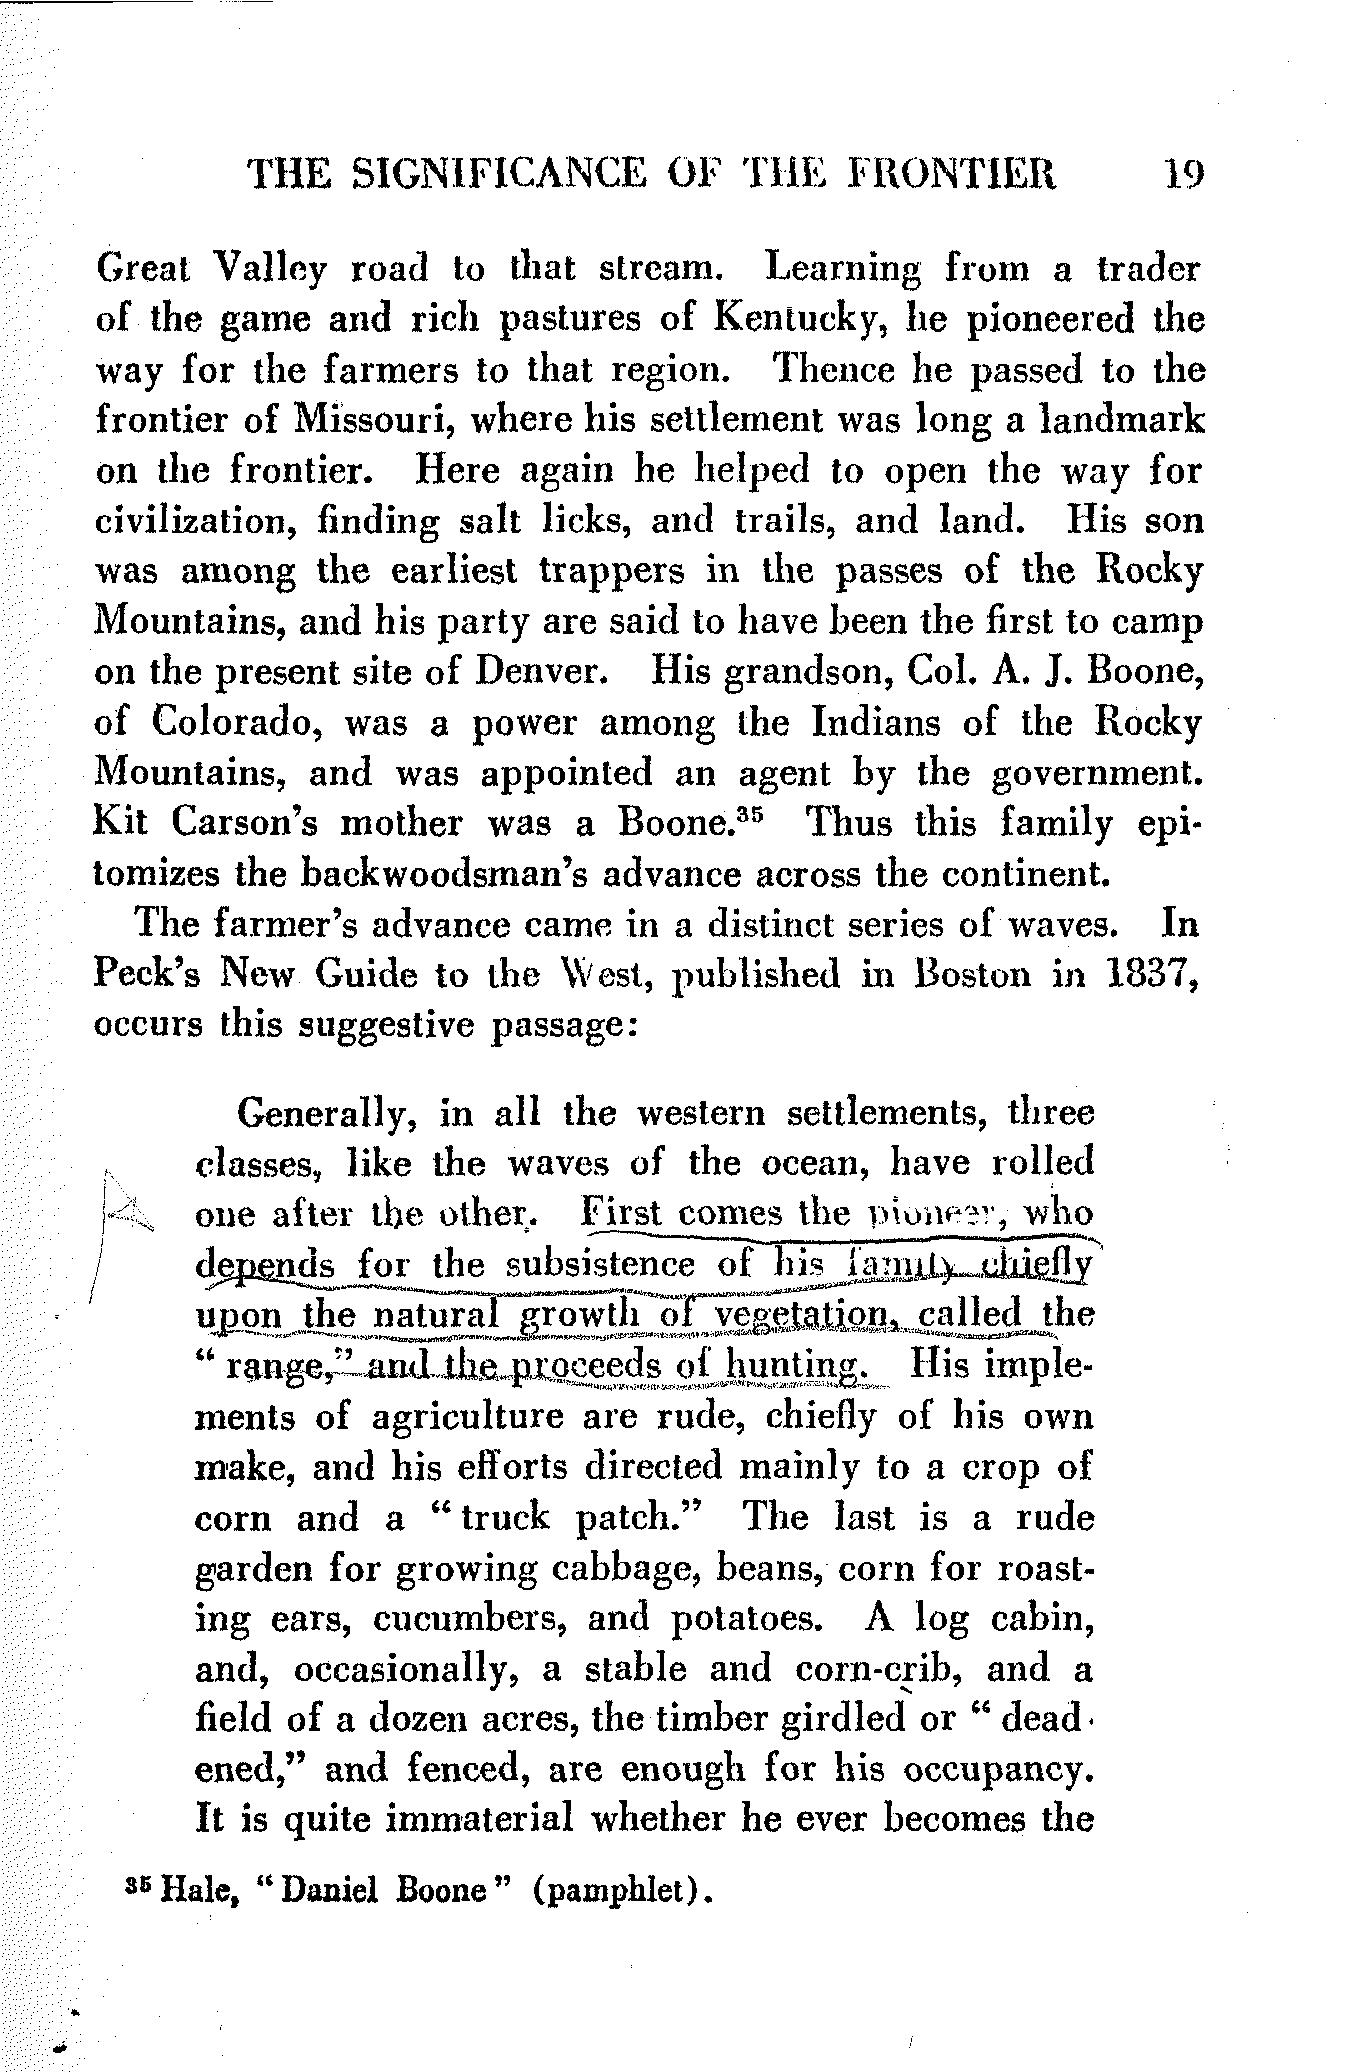 THE SIGNIFICANCE OF THE FRONTIER 19
Great Valley road to that stream. Learning from a trader
of the game and rich pastures of Kentucky, he pioneered the
way for the farmers to that region. Thence he passed to the
frontier of Missouri, where his settlement was long a landmark
on the frontier. Here again he helped to open the way for
civilization, finding salt licks, and trails, and land. His son
was among the earliest trappers in the passes of the Rocky
Mountains, and his party are said to have been the first to camp
on the present site of Denver. His grandson, Col. A. J. Boone,
of Colorado, was a power among the Indians of the Rocky
Mountains, and was appointed an agent by the government.
Kit Carson's mother was a Boone.³⁵ Thus this family epi-
tomizes the backwoodsman's advance across the continent.
The farmer's advance came in a distinct series of waves. In
Peck's New Guide to the West, published in Boston in 1837,
occurs this suggestive passage:
Generally, in all the western settlements, three
classes, like the waves of the ocean, have rolled
one after the other. First comes the pioneer, who
depends for the subsistence of his family chiefly
upon the natural growth of vegetation, called the
" range," and the proceeds of hunting. His imple-
ments of agriculture are rude, chiefly of his own
make, and his efforts directed mainly to a crop of
corn and a " truck patch." The last is a rude
garden for growing cabbage, beans, corn for roast-
ing ears, cucumbers, and potatoes. A log cabin,
and, occasionally, a stable and corn-crib, and a
field of a dozen acres, the timber girdled or " dead-
ened," and fenced, are enough for his occupancy.
It is quite immaterial whether he ever becomes the
³⁵ Hale, " Daniel Boone " (pamphlet).